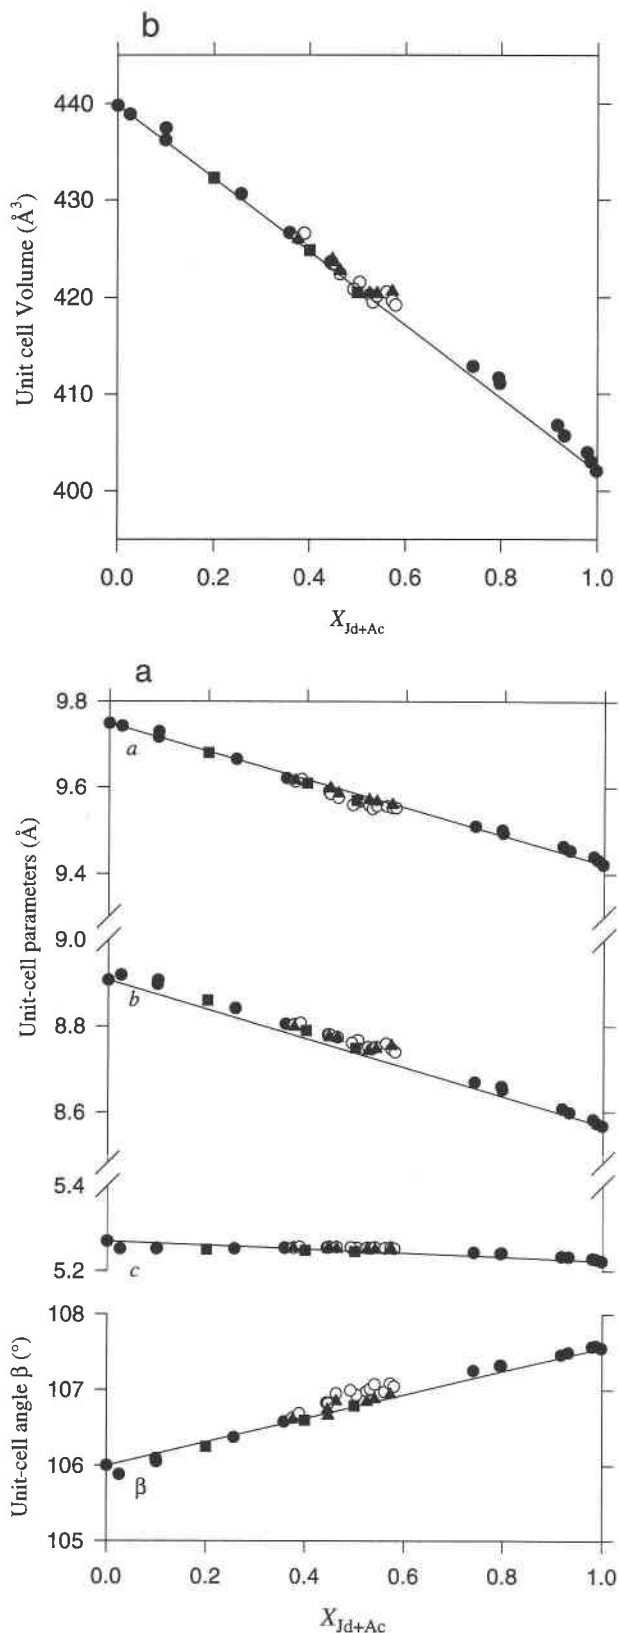 b
440
430
420
410
400
Unit cell Volume (Å³)
0.0 0.2 0.4 0.6 0.8 1.0
X_Jd+Ac
a
9.8
a
9.6
9.4
9.0
b
8.8
8.6
5.4
5.2
c
Unit-cell parameters (Å)
108
107
106
β
105
Unit-cell angle β (°)
0.0 0.2 0.4 0.6 0.8 1.0
X_Jd+Ac